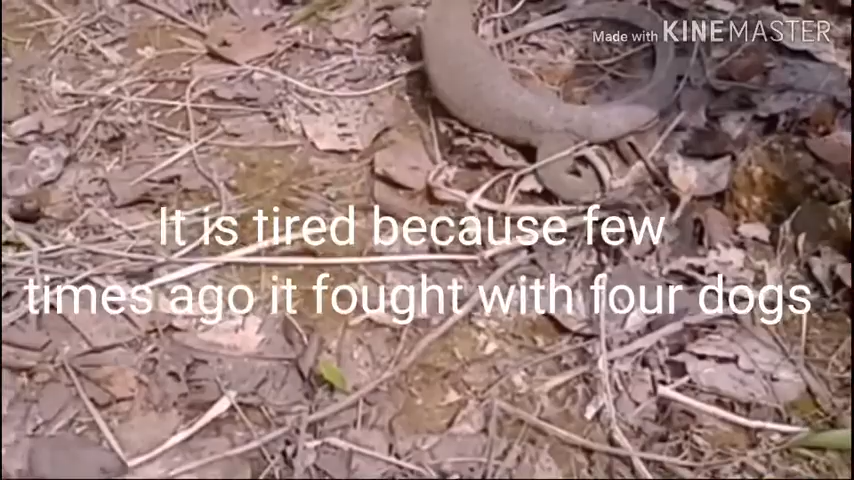 Made with KINEMASTER
It is tired because few
times ago it fought with four dogs